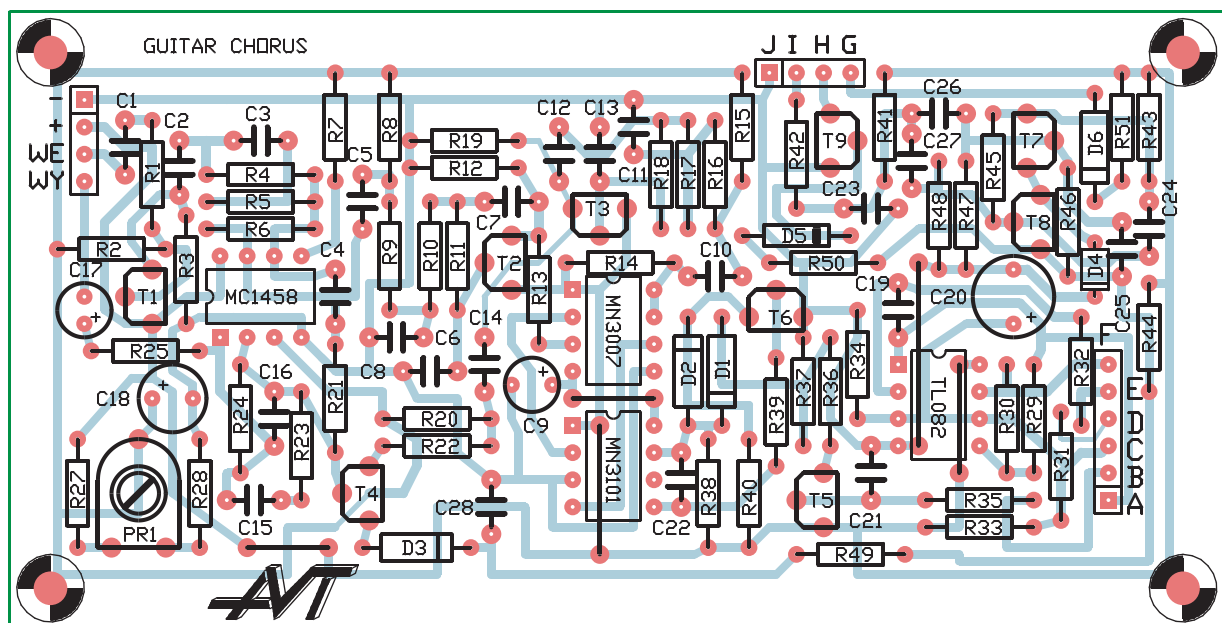 GUITAR CHORUS
J I H G
-
+
WE
WY
C1
C2
C3
R1
R4
R5
R6
R7
R8
C5
R19
R12
C12
C13
C11
R18
R17
R16
R15
R42
T9
R41
C26
C27
R45
T7
D6
R51
R43
R2
R3
C17
T1
MC1458
C4
R9
R10
R11
C7
T2
R13
T3
R14
C10
C23
D5
R50
R48
R47
T8
R46
C24
D4
C25
R44
C19
C20
R25
C18
R24
C16
R23
R21
C8
C6
C14
R20
R22
C9
MN3007
MN3101
D2
D1
T6
R39
R37
R36
R34
TL082
R30
R29
R32
R31
F
E
D
C
B
A
R27
PR1
R28
C15
T4
D3
C28
C22
R38
R40
T5
C21
R35
R33
R49
AVT